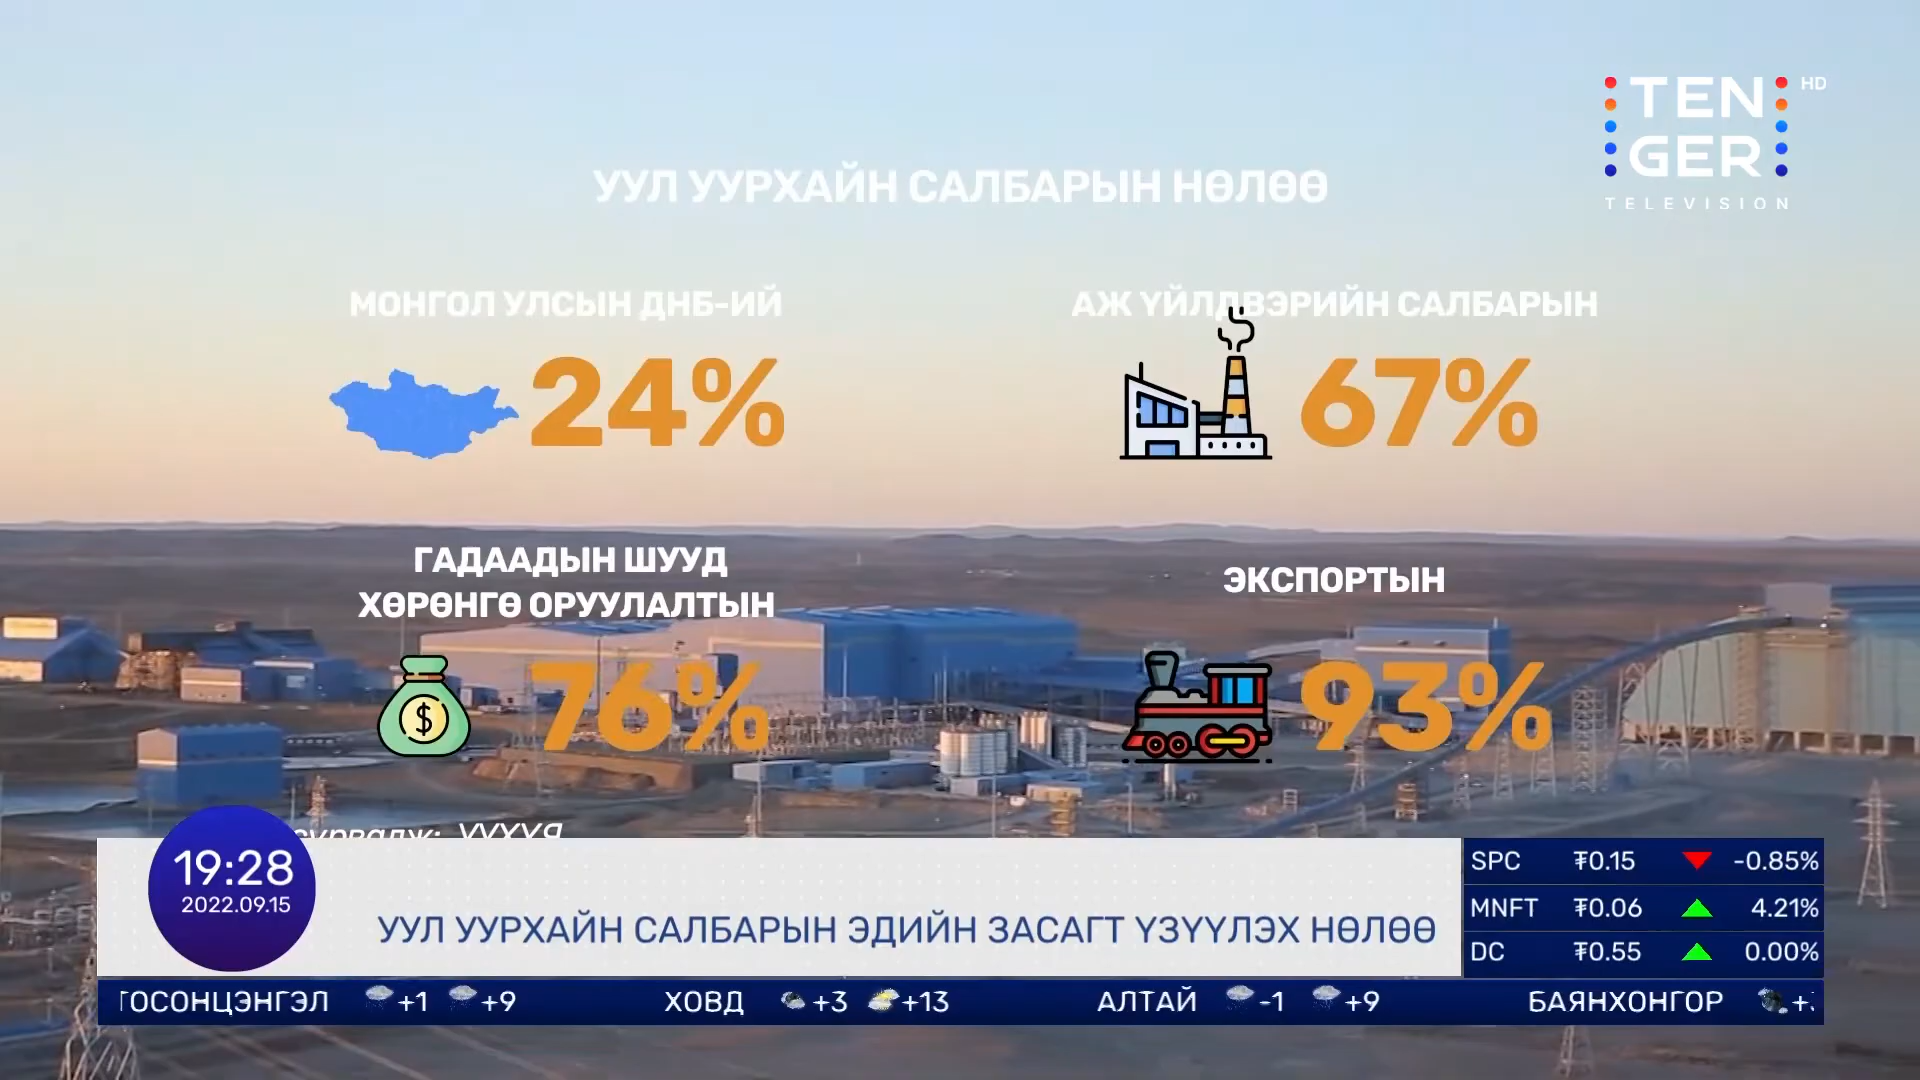 TEN
GER
HD
TELEVISION
УУЛ УУРХАЙН САЛБАРЫН НӨЛӨӨ
МОНГОЛ УЛСЫН ДНБ-ИЙ
24%
АЖ ҮЙЛДВЭРИЙН САЛБАРЫН
67%
ГАДААДЫН ШУУД
ХӨРӨНГӨ ОРУУЛАЛТЫН
76%
ЭКСПОРТЫН
93%
19:28
2022.09.15
УУЛ УУРХАЙН САЛБАРЫН ЭДИЙН ЗАСАГТ ҮЗҮҮЛЭХ НӨЛӨӨ
SPC ₮0.15 -0.85%
MNFT ₮0.06 4.21%
DC ₮0.55 0.00%
ТОСОНЦЭНГЭЛ +1 +9 ХОВД +3 +13 АЛТАЙ -1 +9 БАЯНХОНГОР